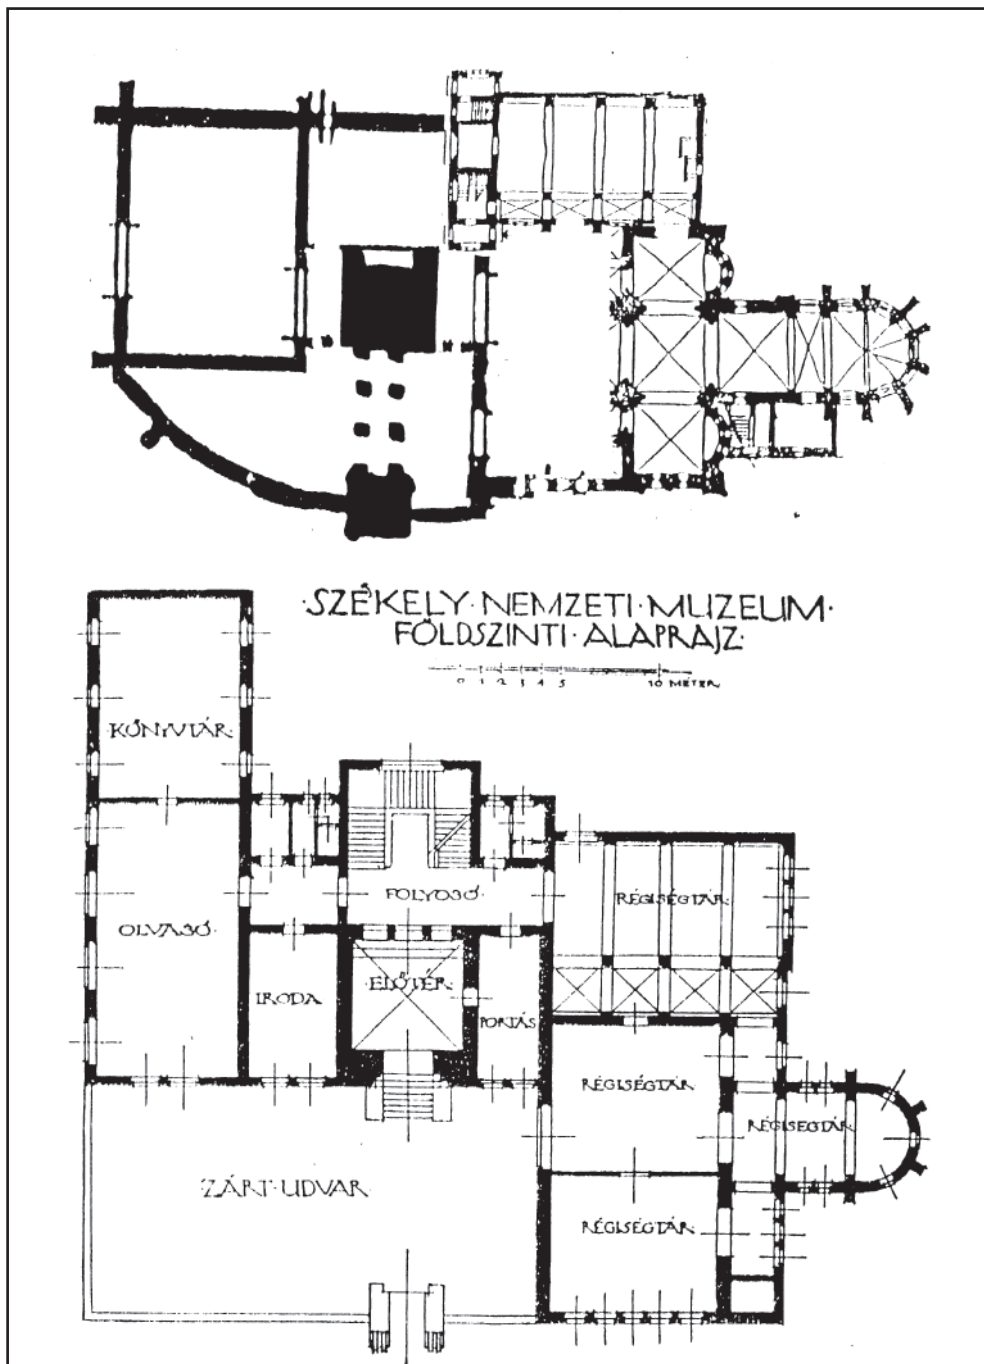 ·SZÉKELY·NEMZETI·MUZEUM·
FÖLDSZINTI·ALAPRAJZ·
0 1 2 3 4 5 10 METER
·KÖNYVTÁR·
FOLYOSÓ
RÉGISÉGTÁR
OLVASÓ
IRODA
ELŐTÉR
PORTÁS
RÉGISÉGTÁR
RÉGISÉGTÁR
ZÁRT·UDVAR
RÉGISÉGTÁR